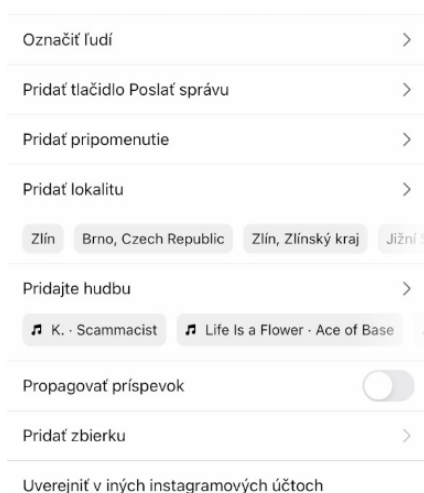 Označiť ľudí
Pridať tlačidlo Poslať správu
Pridať pripomenutie
Pridať lokalitu
Zlín Brno, Czech Republic Zlín, Zlínský kraj Jižní
Pridajte hudbu
K. · Scammacist Life Is a Flower · Ace of Base
Propagovať príspevok
Pridať zbierku
Uverejniť v iných instagramových účtoch